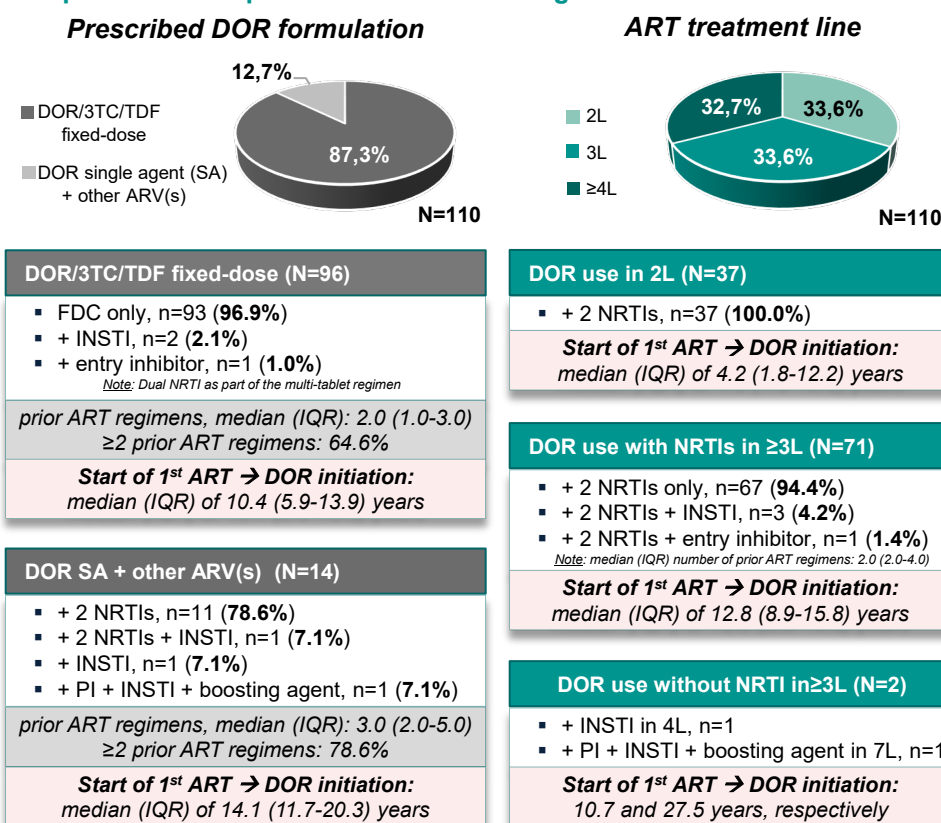 Prescribed DOR formulation
12,7%
DOR/3TC/TDF
fixed-dose
DOR single agent (SA)
+ other ARV(s)
87,3%
N=110
ART treatment line
2L
3L
≥4L
32,7%
33,6%
33,6%
N=110
DOR/3TC/TDF fixed-dose (N=96)
▪ FDC only, n=93 (96.9%)
▪ + INSTI, n=2 (2.1%)
▪ + entry inhibitor, n=1 (1.0%)
Note: Dual NRTI as part of the multi-tablet regimen
prior ART regimens, median (IQR): 2.0 (1.0-3.0)
≥2 prior ART regimens: 64.6%
Start of 1st ART → DOR initiation:
median (IQR) of 10.4 (5.9-13.9) years
DOR SA + other ARV(s) (N=14)
▪ + 2 NRTIs, n=11 (78.6%)
▪ + 2 NRTIs + INSTI, n=1 (7.1%)
▪ + INSTI, n=1 (7.1%)
▪ + PI + INSTI + boosting agent, n=1 (7.1%)
prior ART regimens, median (IQR): 3.0 (2.0-5.0)
≥2 prior ART regimens: 78.6%
Start of 1st ART → DOR initiation:
median (IQR) of 14.1 (11.7-20.3) years
DOR use in 2L (N=37)
▪ + 2 NRTIs, n=37 (100.0%)
Start of 1st ART → DOR initiation:
median (IQR) of 4.2 (1.8-12.2) years
DOR use with NRTIs in ≥3L (N=71)
▪ + 2 NRTIs only, n=67 (94.4%)
▪ + 2 NRTIs + INSTI, n=3 (4.2%)
▪ + 2 NRTIs + entry inhibitor, n=1 (1.4%)
Note: median (IQR) number of prior ART regimens: 2.0 (2.0-4.0)
Start of 1st ART → DOR initiation:
median (IQR) of 12.8 (8.9-15.8) years
DOR use without NRTI in≥3L (N=2)
▪ + INSTI in 4L, n=1
▪ + PI + INSTI + boosting agent in 7L, n=1
Start of 1st ART → DOR initiation:
10.7 and 27.5 years, respectively